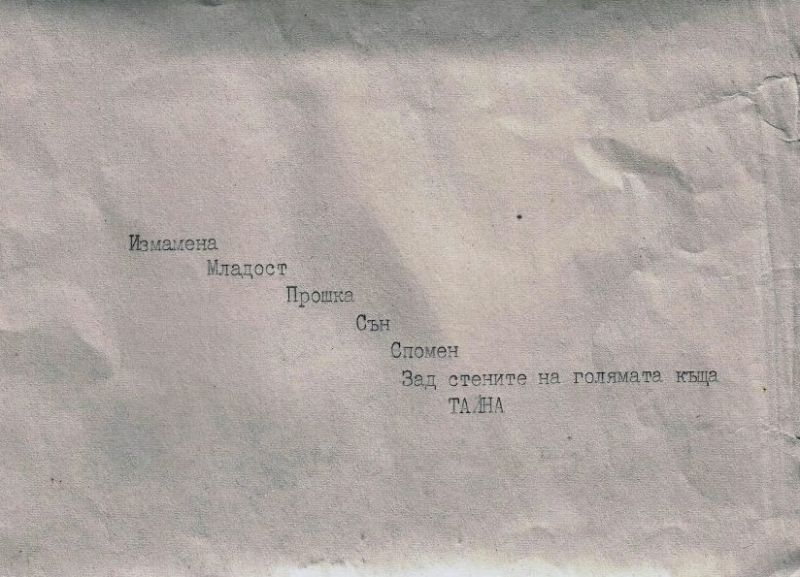 Измамена
Младост
Прошка
Сън
Спомен
Зад стените на голямата къща
ТАЙНА